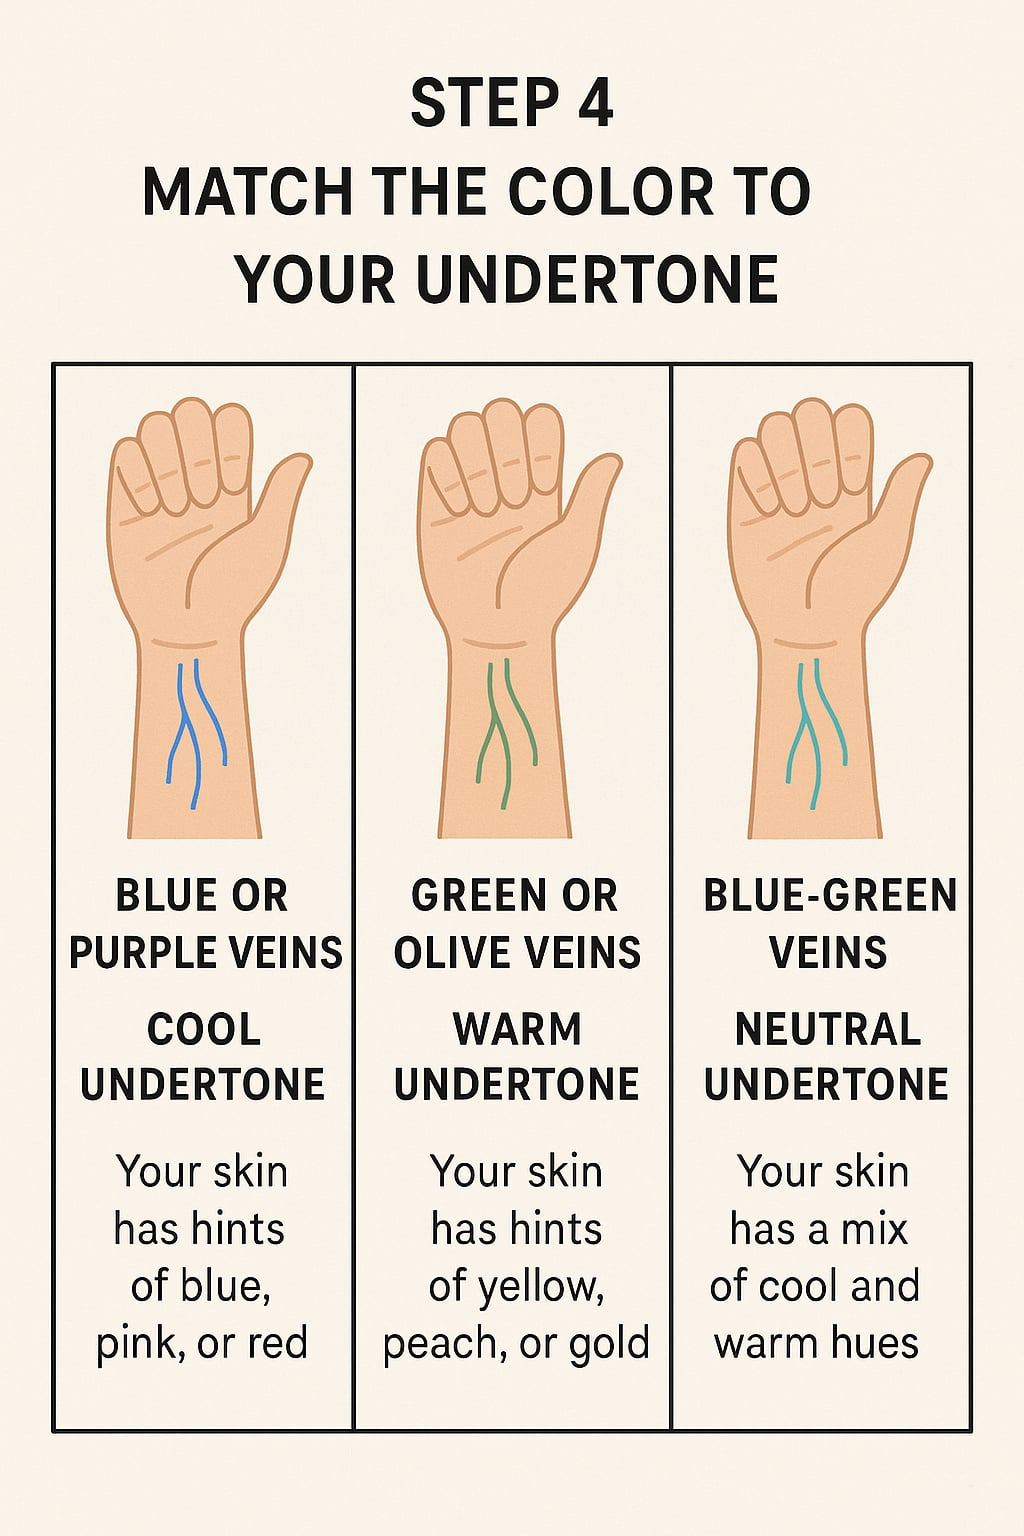 STEP 4
MATCH THE COLOR TO
YOUR UNDERTONE
BLUE OR
PURPLE VEINS
COOL
UNDERTONE
Your skin
has hints
of blue,
pink, or red
GREEN OR
OLIVE VEINS
WARM
UNDERTONE
Your skin
has hints
of yellow,
peach, or gold
BLUE-GREEN
VEINS
NEUTRAL
UNDERTONE
Your skin
has a mix
of cool and
warm hues